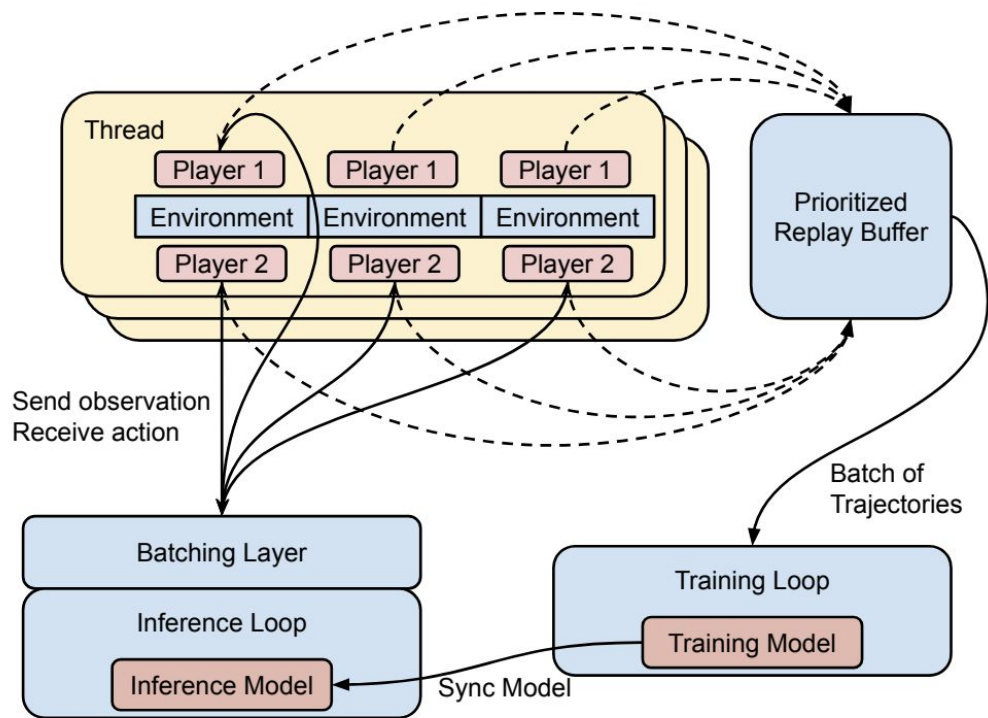 Thread
Player 1
Player 1
Player 1
Environment
Environment
Environment
Player 2
Player 2
Player 2
Prioritized
Replay Buffer
Send observation
Receive action
Batch of
Trajectories
Batching Layer
Inference Loop
Inference Model
Training Loop
Training Model
Sync Model